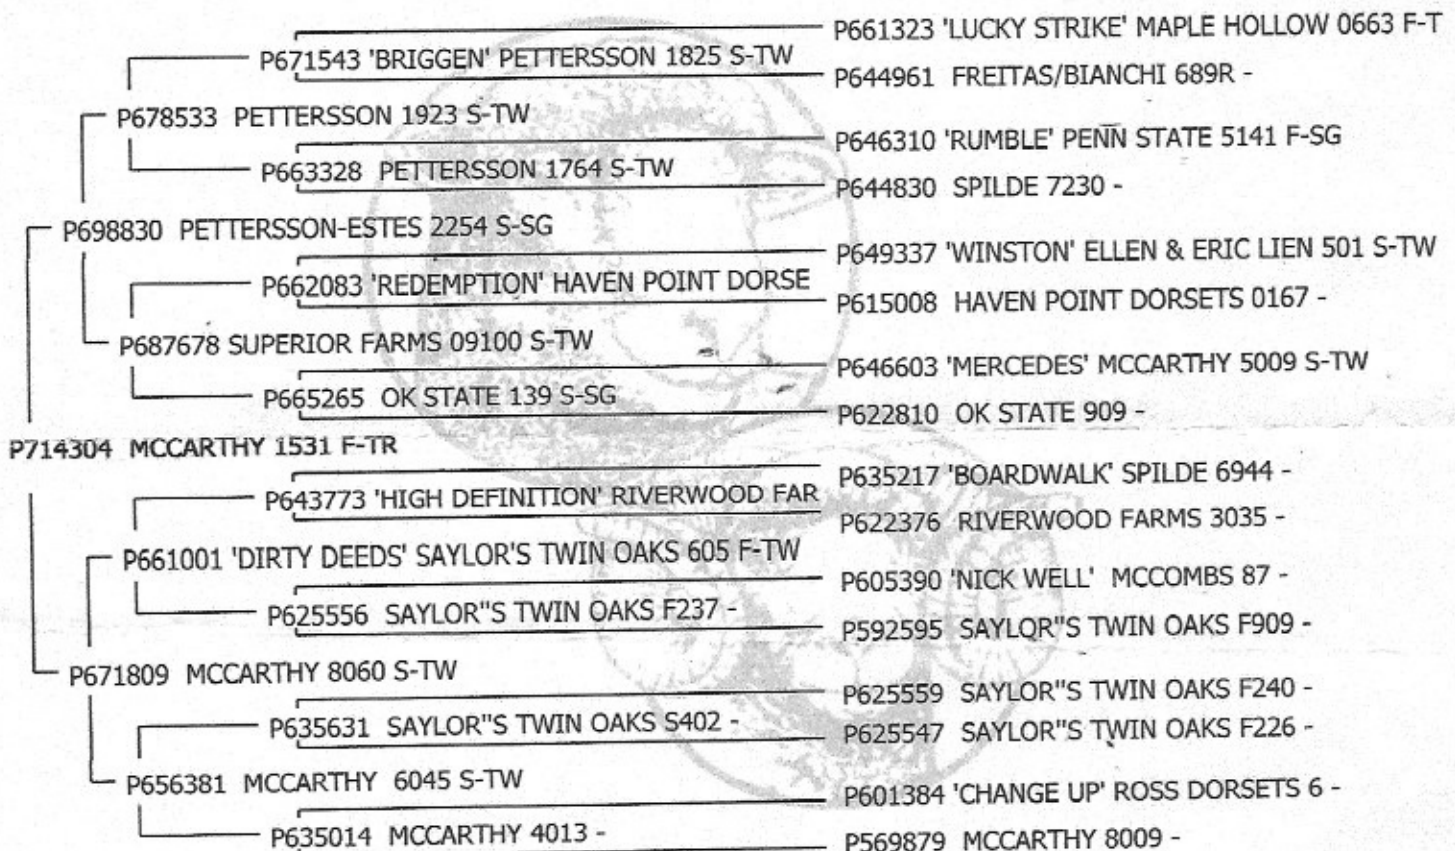 P661323 'LUCKY STRIKE' MAPLE HOLLOW 0663 F-T
P671543 'BRIGGEN' PETTERSSON 1825 S-TW
P644961 FREITAS/BIANCHI 689R -
P678533 PETTERSSON 1923 S-TW
P646310 'RUMBLE' PENN STATE 5141 F-SG
P663328 PETTERSSON 1764 S-TW
P644830 SPILDE 7230 -
P698830 PETTERSSON-ESTES 2254 S-SG
P649337 'WINSTON' ELLEN & ERIC LIEN 501 S-TW
P662083 'REDEMPTION' HAVEN POINT DORSE
P615008 HAVEN POINT DORSETS 0167 -
P687678 SUPERIOR FARMS 09100 S-TW
P646603 'MERCEDES' MCCARTHY 5009 S-TW
P665265 OK STATE 139 S-SG
P622810 OK STATE 909 -
P714304 MCCARTHY 1531 F-TR
P635217 'BOARDWALK' SPILDE 6944 -
P643773 'HIGH DEFINITION' RIVERWOOD FAR
P622376 RIVERWOOD FARMS 3035 -
P661001 'DIRTY DEEDS' SAYLOR'S TWIN OAKS 605 F-TW
P605390 'NICK WELL' MCCOMBS 87 -
P625556 SAYLOR"S TWIN OAKS F237 -
P592595 SAYLOR"S TWIN OAKS F909 -
P671809 MCCARTHY 8060 S-TW
P625559 SAYLOR"S TWIN OAKS F240 -
P635631 SAYLOR"S TWIN OAKS S402 -
P625547 SAYLOR"S TWIN OAKS F226 -
P656381 MCCARTHY 6045 S-TW
P601384 'CHANGE UP' ROSS DORSETS 6 -
P635014 MCCARTHY 4013 -
P569879 MCCARTHY 8009 -